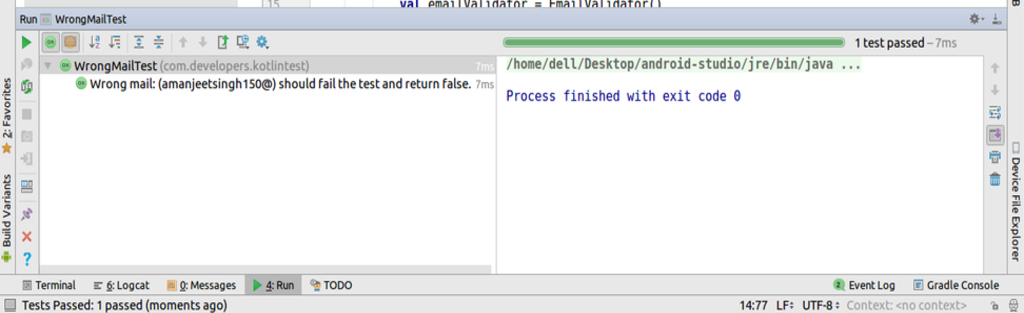 15 val emailValidator = EmailValidator()
Run WrongMailTest
1 test passed – 7ms
WrongMailTest (com.developers.kotlintest) 7ms
Wrong mail: (amanjeetsingh150@) should fail the test and return false. 7ms
/home/dell/Desktop/android-studio/jre/bin/java ...
Process finished with exit code 0
2: Favorites
Build Variants
Device File Explorer
Terminal 6: Logcat 0: Messages 4: Run TODO 2 Event Log Gradle Console
Tests Passed: 1 passed (moments ago) 14:77 LF UTF-8 Context: <no context>